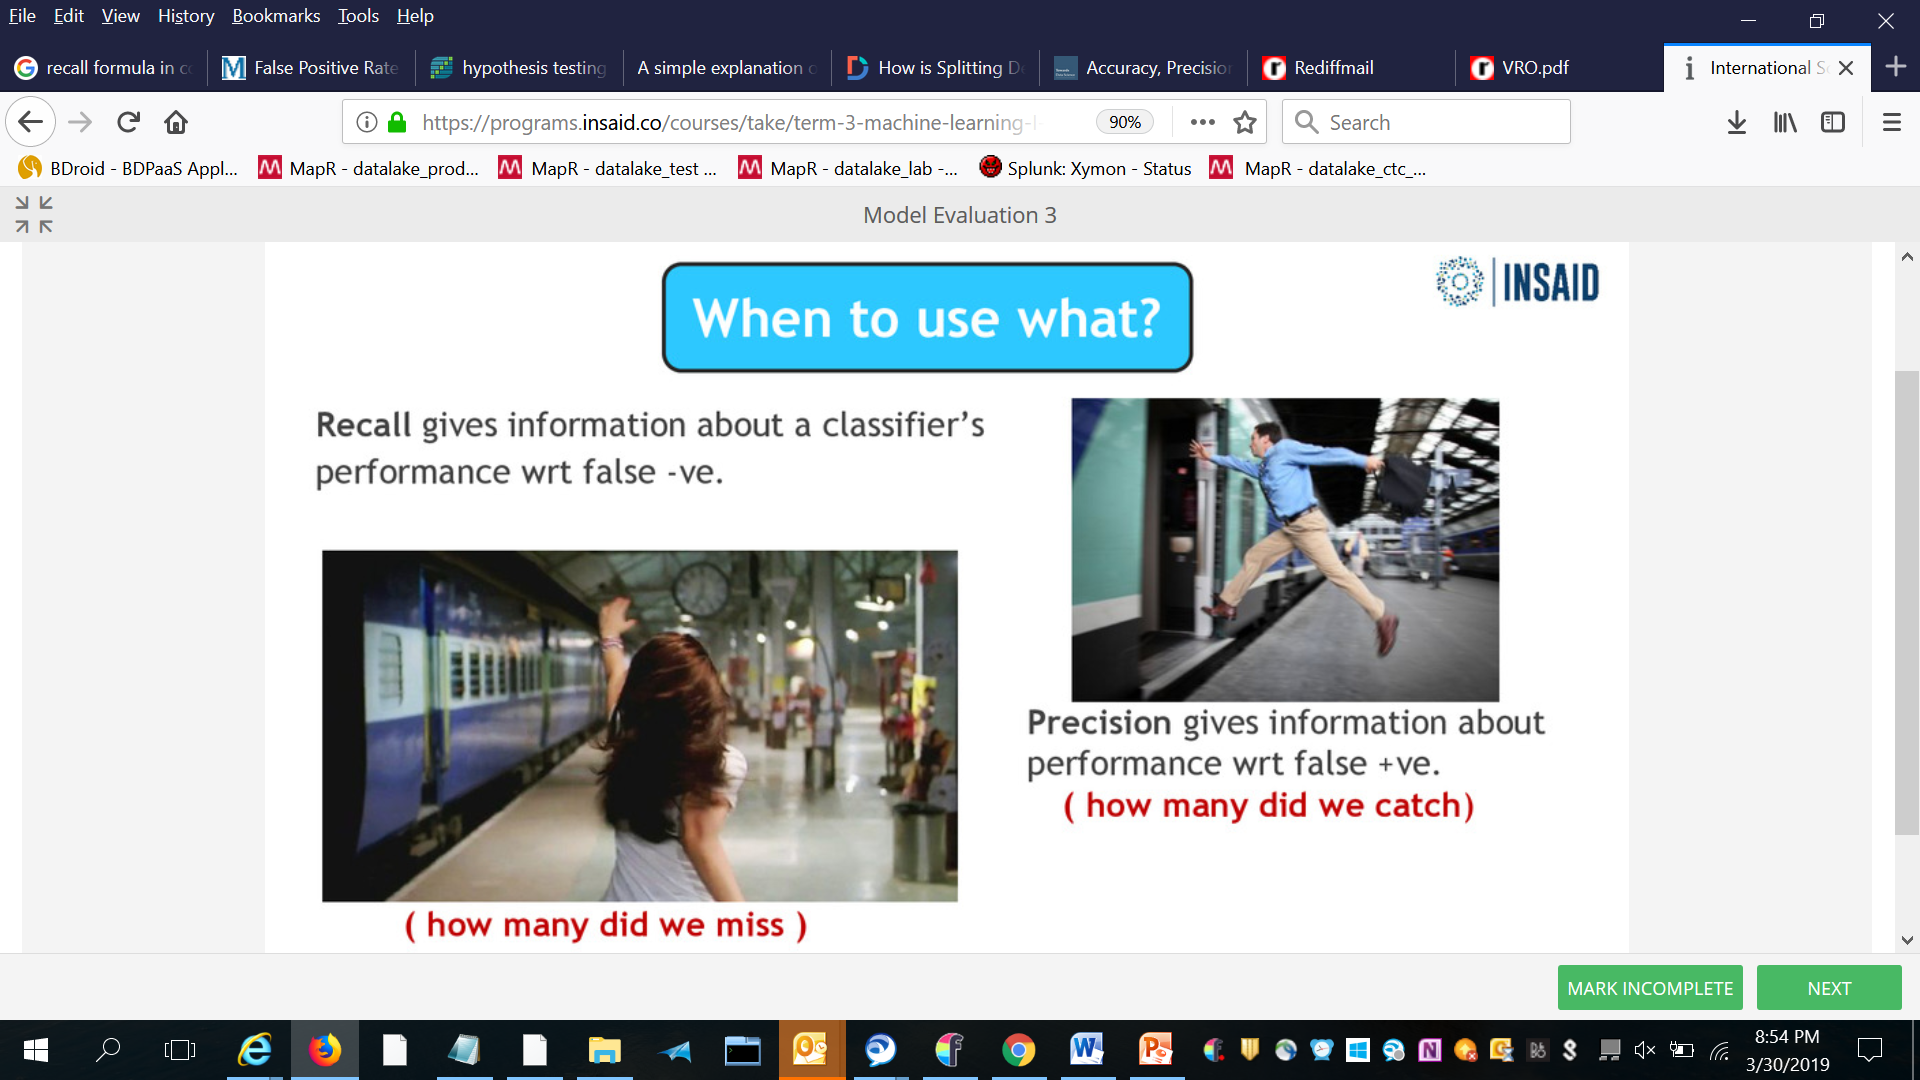 File Edit View History Bookmarks Tools Help
recall formula in co
False Positive Rate
hypothesis testing
A simple explanation o
How is Splitting De
Accuracy, Precision
Rediffmail
VRO.pdf
International S
https://programs.insaid.co/courses/take/term-3-machine-learning-l
90%
Search
BDroid - BDPaaS Appl...
MapR - datalake_prod...
MapR - datalake_test ...
MapR - datalake_lab -...
Splunk: Xymon - Status
MapR - datalake_ctc_...
Model Evaluation 3
When to use what?
INSAID
Recall gives information about a classifier’s
performance wrt false -ve.
( how many did we miss )
Precision gives information about
performance wrt false +ve.
( how many did we catch)
MARK INCOMPLETE
NEXT
8:54 PM
3/30/2019